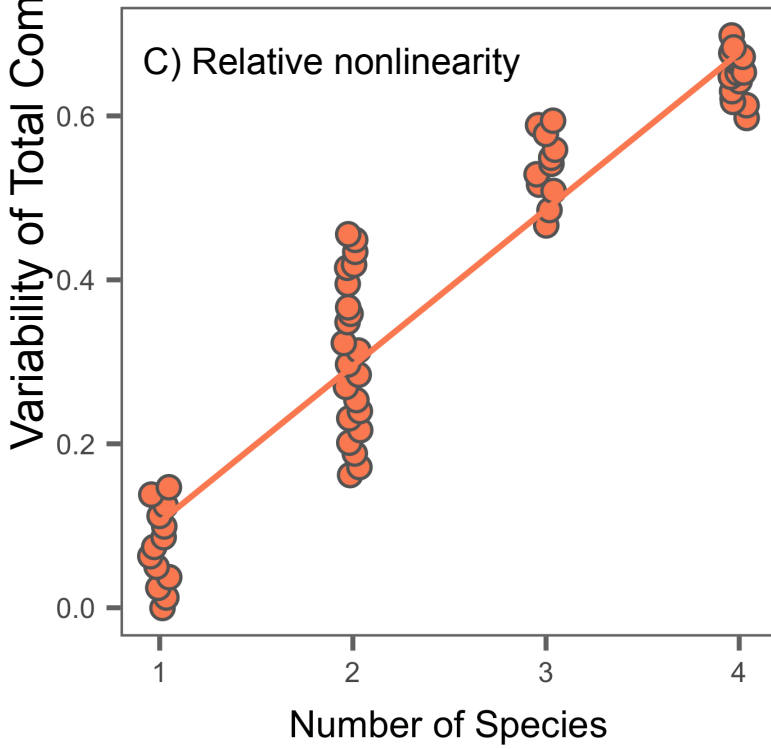 C) Relative nonlinearity
Variability of Total Com
0.6
0.4
0.2
0.0
1 2 3 4
Number of Species